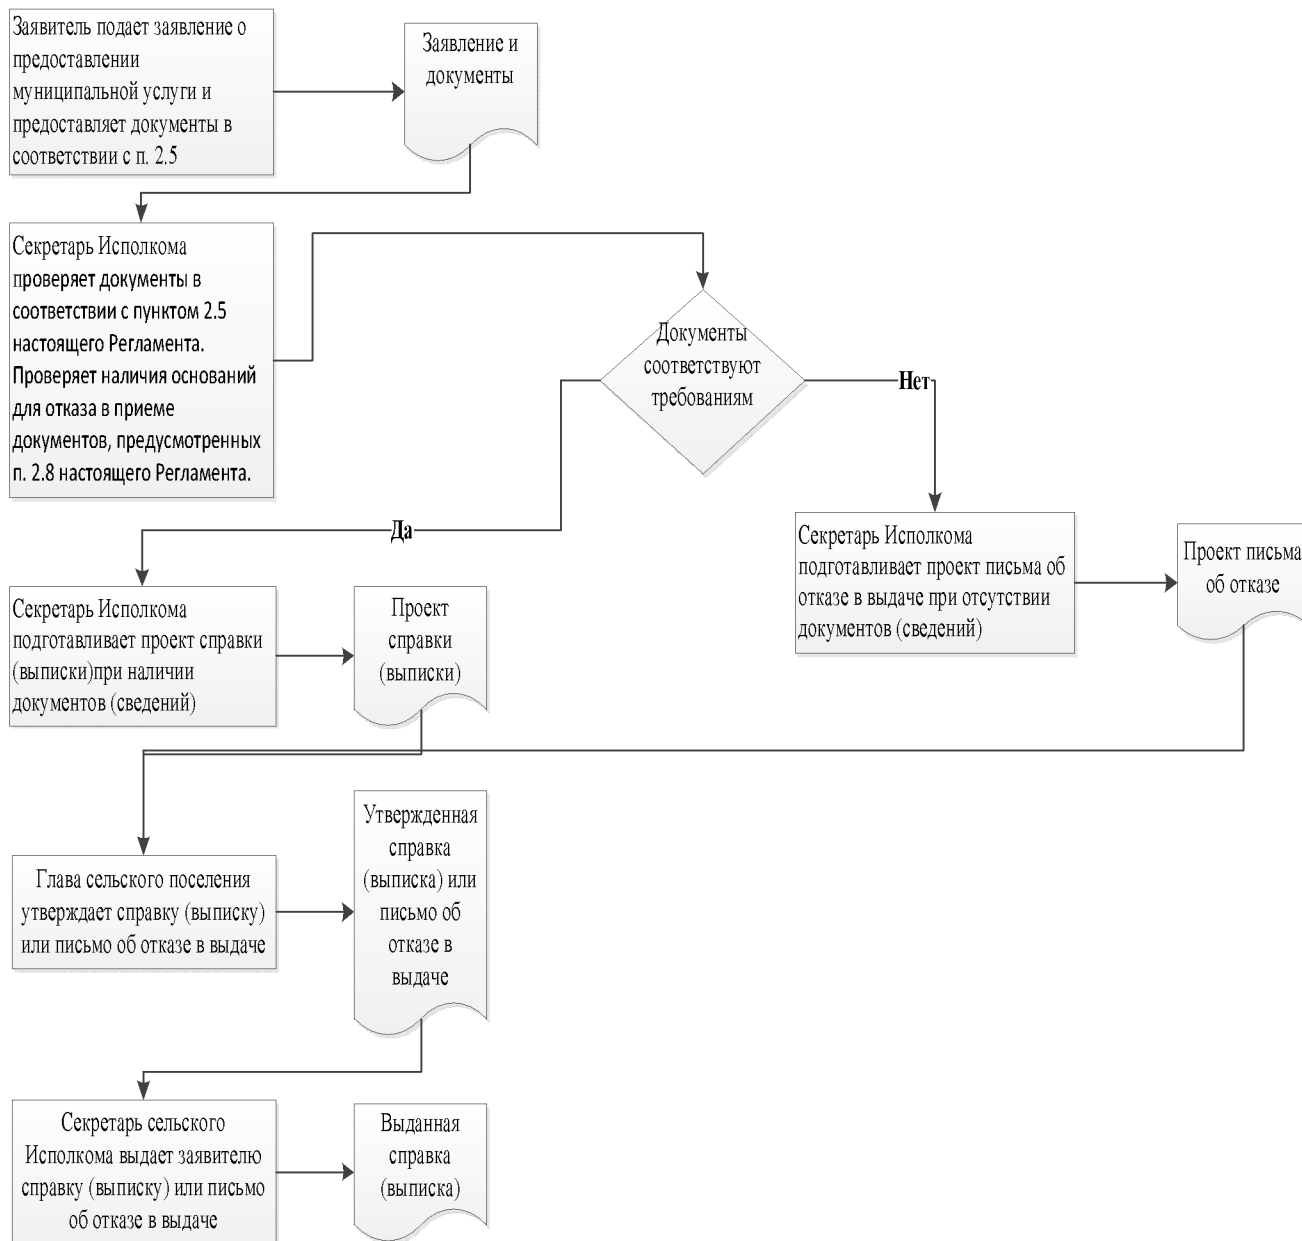 Заявитель подает заявление о
предоставлении
муниципальной услуги и
предоставляет документы в
соответствии с п. 2.5
Заявление и
документы
Секретарь Исполкома
проверяет документы в
соответствии с пунктом 2.5
настоящего Регламента.
Проверяет наличия оснований
для отказа в приеме
документов, предусмотренных
п. 2.8 настоящего Регламента.
Документы
соответствуют
требованиям
Нет
Да
Секретарь Исполкома
подготавливает проект письма об
отказе в выдаче при отсутствии
документов (сведений)
Проект письма
об отказе
Секретарь Исполкома
подготавливает проект справки
(выписки)при наличии
документов (сведений)
Проект
справки
(выписки)
Глава сельского поселения
утверждает справку (выписку)
или письмо об отказе в выдаче
Утвержденная
справка
(выписка) или
письмо об
отказе в
выдаче
Секретарь сельского
Исполкома выдает заявителю
справку (выписку) или письмо
об отказе в выдаче
Выданная
справка
(выписка)